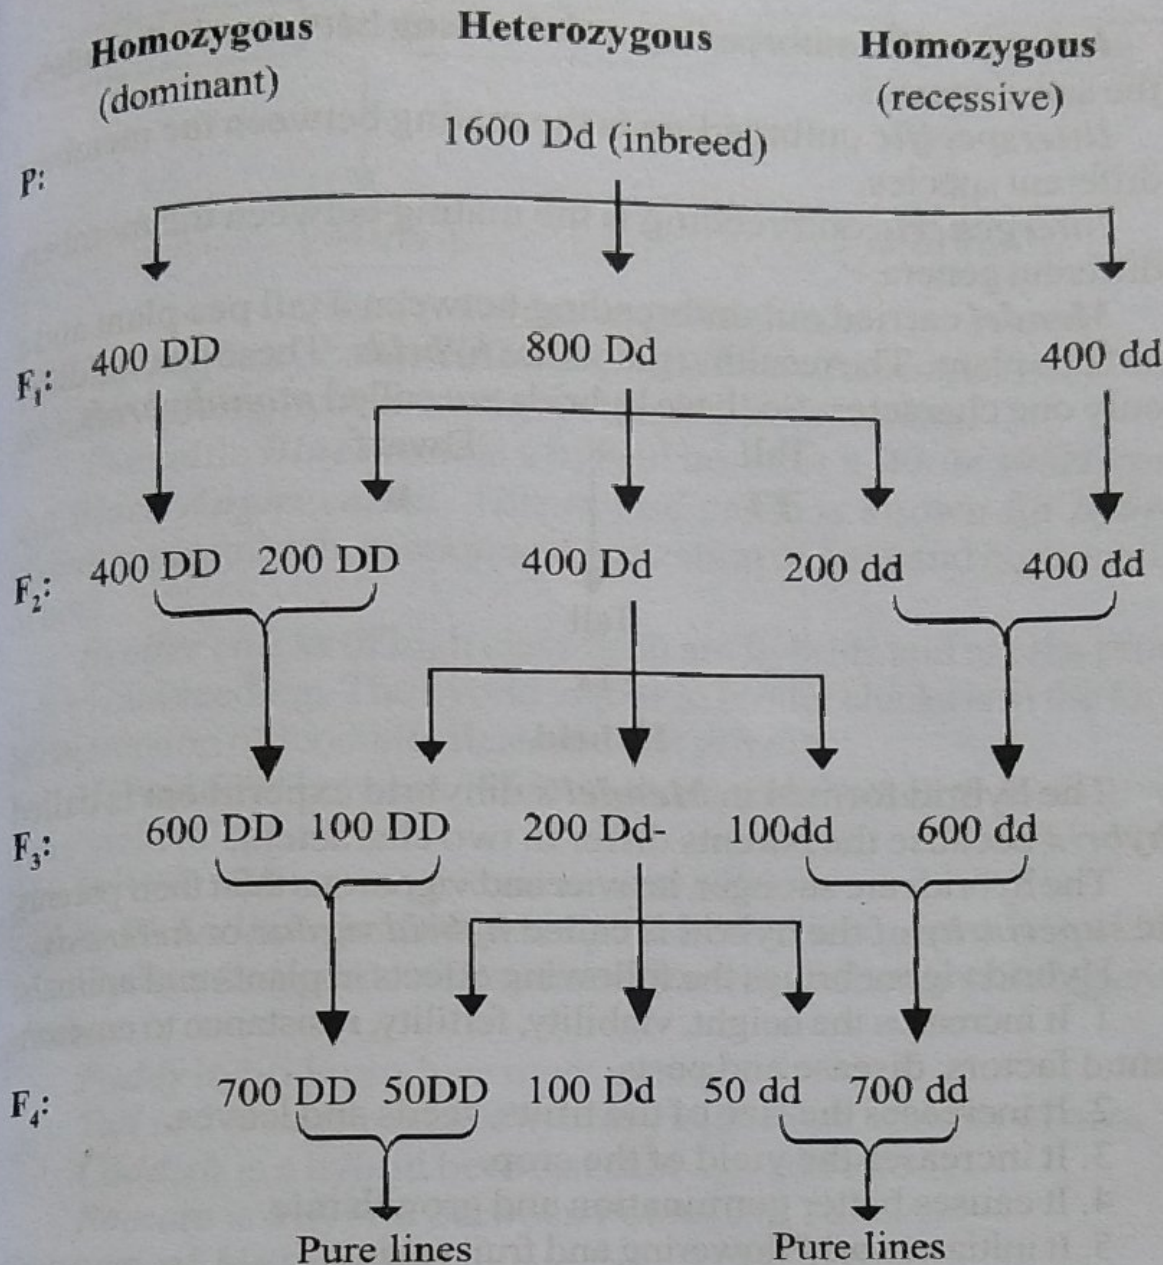 Homozygous Heterozygous Homozygous
(dominant) (recessive)
1600 Dd (inbreed)
P:
F₁: 400 DD 800 Dd 400 dd
F₂: 400 DD 200 DD 400 Dd 200 dd 400 dd
F₃: 600 DD 100 DD 200 Dd- 100dd 600 dd
F₄: 700 DD 50DD 100 Dd 50 dd 700 dd
Pure lines Pure lines